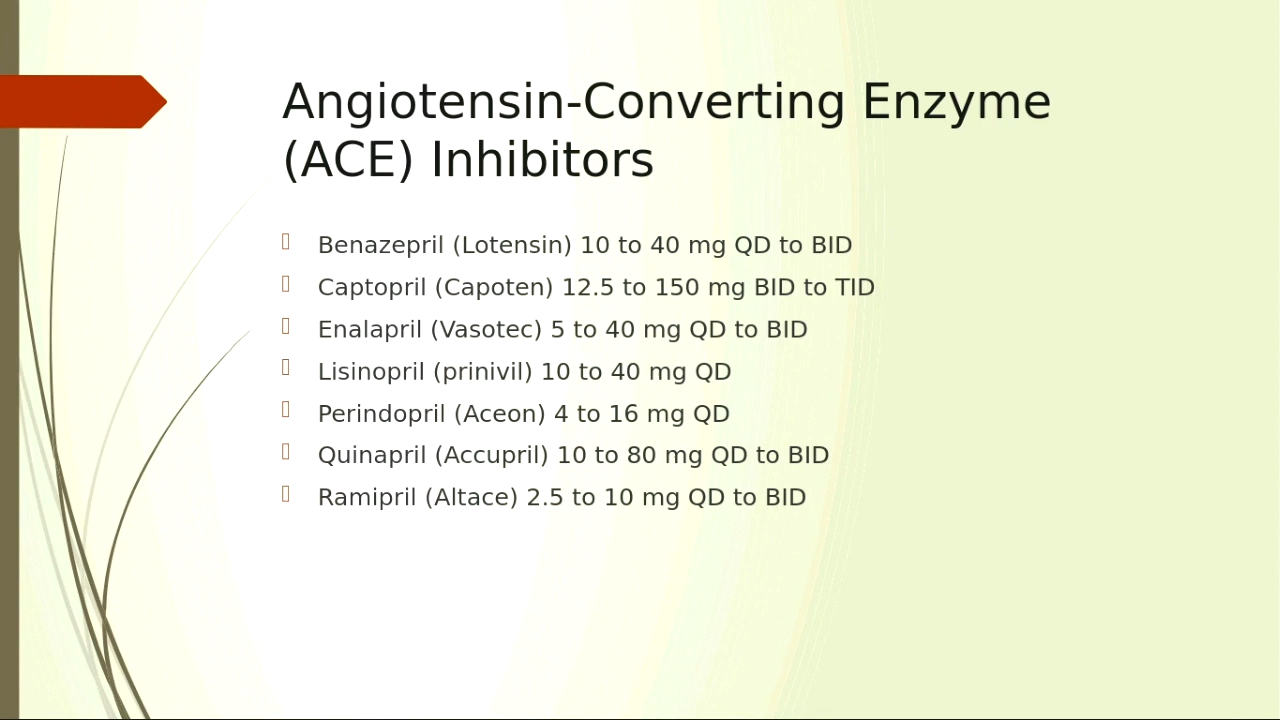 Angiotensin-Converting Enzyme
(ACE) Inhibitors
Benazepril (Lotensin) 10 to 40 mg QD to BID
Captopril (Capoten) 12.5 to 150 mg BID to TID
Enalapril (Vasotec) 5 to 40 mg QD to BID
Lisinopril (prinivil) 10 to 40 mg QD
Perindopril (Aceon) 4 to 16 mg QD
Quinapril (Accupril) 10 to 80 mg QD to BID
Ramipril (Altace) 2.5 to 10 mg QD to BID